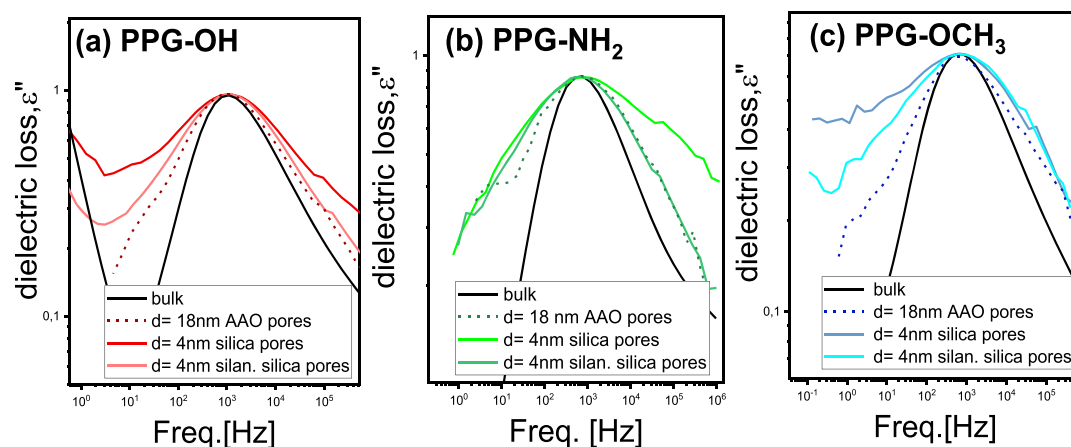 (a) PPG-OH
dielectric loss,ε"
1
0,1
bulk
d= 18nm AAO pores
d= 4nm silica pores
d= 4nm silan. silica pores
10⁰ 10¹ 10² 10³ 10⁴ 10⁵
Freq.[Hz]
(b) PPG-NH₂
dielectric loss,ε"
1
bulk
d= 18 nm AAO pores
d= 4nm silica pores
d= 4nm silan. silica pores
10⁰ 10¹ 10² 10³ 10⁴ 10⁵ 10⁶
Freq.[Hz]
(c) PPG-OCH₃
dielectric loss,ε"
0,1
bulk
d= 18nm AAO pores
d= 4nm silica pores
d= 4nm silan. silica pores
10⁻¹ 10⁰ 10¹ 10² 10³ 10⁴ 10⁵
Freq.[Hz]